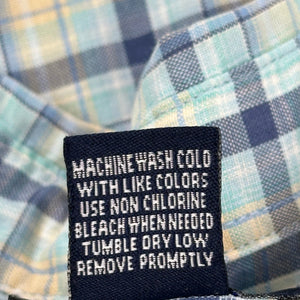 MACHINE WASH COLD
WITH LIKE COLORS
USE NON CHLORINE
BLEACH WHEN NEEDED
TUMBLE DRY LOW
REMOVE PROMPTLY